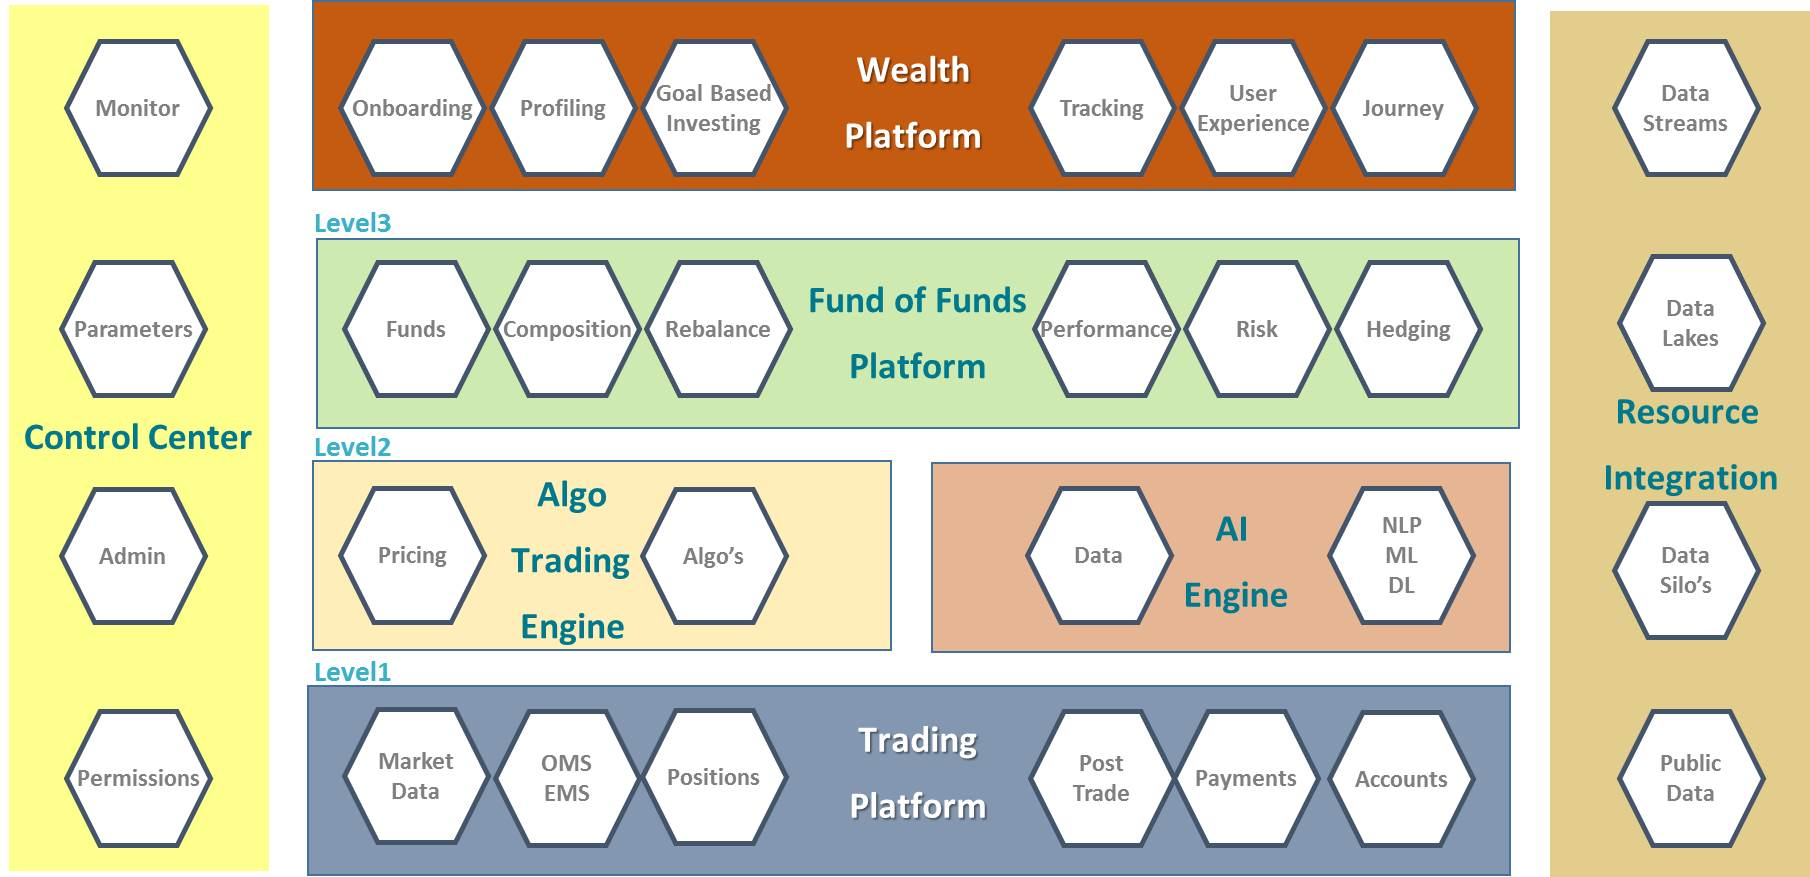 Monitor
Parameters
Control Center
Admin
Permissions
Onboarding
Profiling
Goal Based
Investing
Wealth
Platform
Tracking
User
Experience
Journey
Level3
Funds
Composition
Rebalance
Fund of Funds
Platform
Performance
Risk
Hedging
Level2
Pricing
Algo
Trading
Engine
Algo’s
Data
AI
Engine
NLP
ML
DL
Level1
Market
Data
OMS
EMS
Positions
Trading
Platform
Post
Trade
Payments
Accounts
Data
Streams
Data
Lakes
Resource
Integration
Data
Silo’s
Public
Data